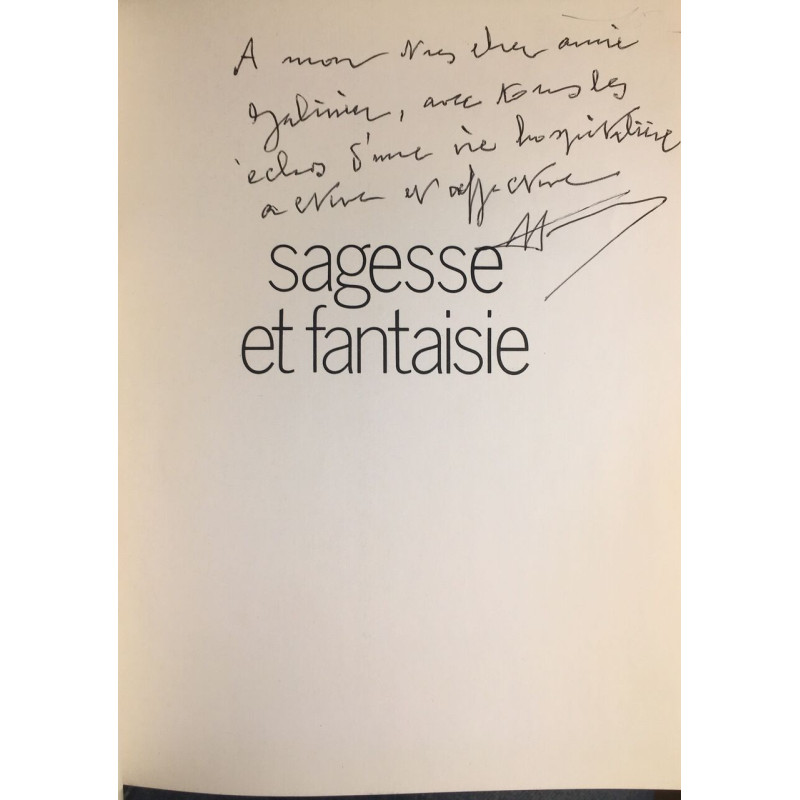 A mon très cher ami
Galinier, avec tous les
échos d'une vie hospitalière
active et affective
sagesse
et fantaisie